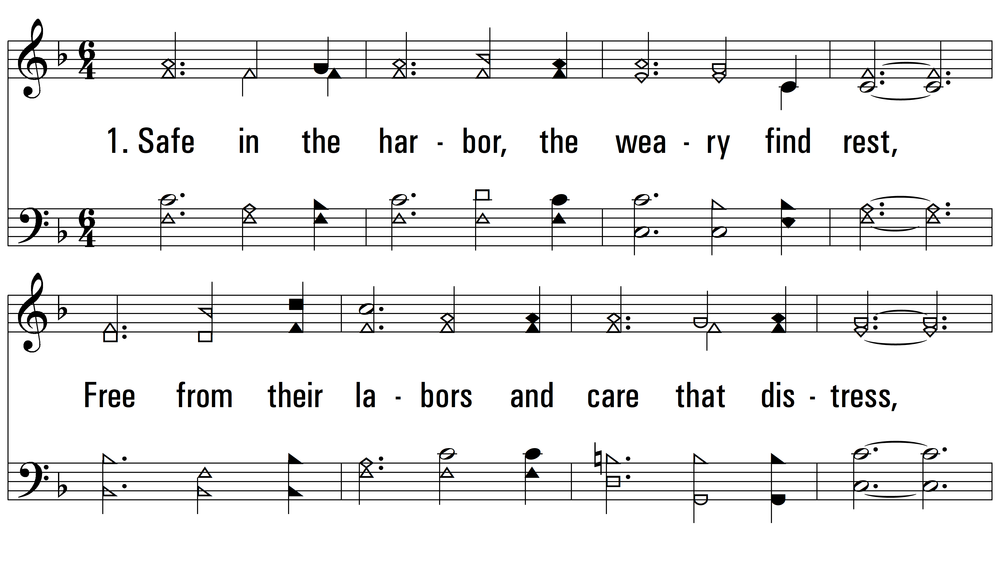 1. Safe in the har - bor, the wea - ry find rest,
Free from their la - bors and care that dis - tress,